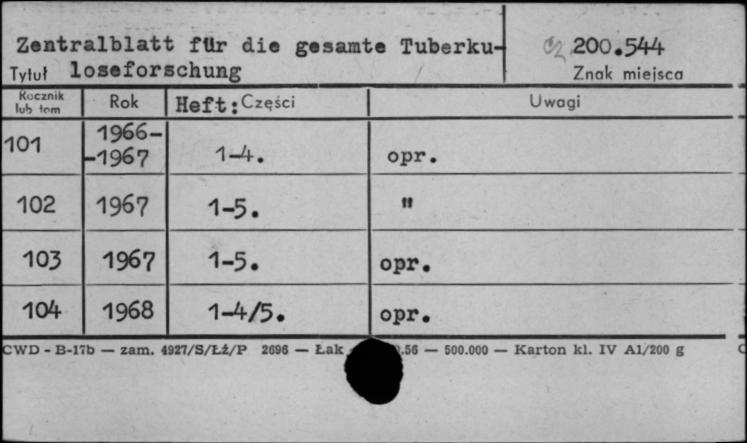 Zentralblatt für die gesamte Tuberku-
Tytuł loseforschung
200.544
Znak miejsca
Rocznik lub tom Rok Heft: Części Uwagi
101 1966-
-1967 1-4. opr.
102 1967 1-5. "
103 1967 1-5. opr.
104 1968 1-4/5. opr.
CWD - B-17b — zam. 4927/S/Łź/P 2696 — Łak .56 — 500.000 — Karton kl. IV A1/200 g